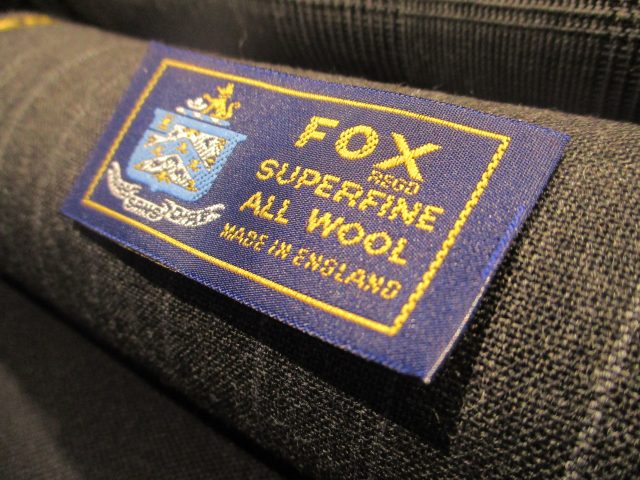 FOX
REGD
SUPERFINE
ALL WOOL
MADE IN ENGLAND